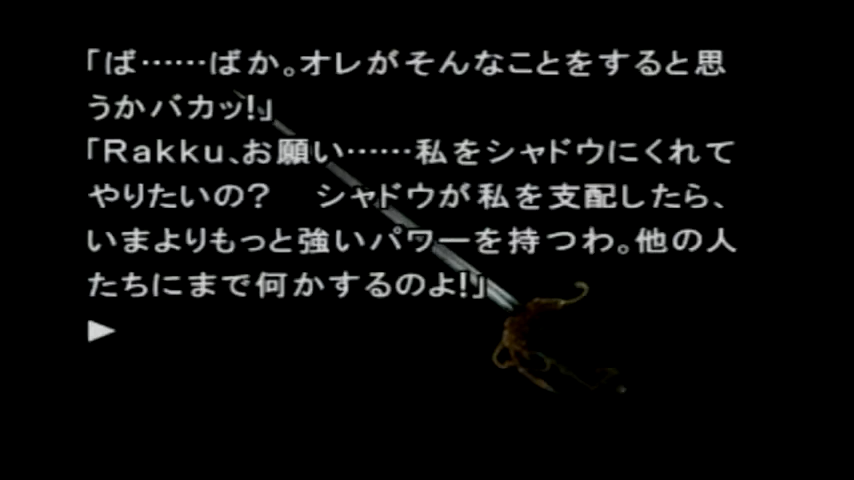 「ば……ばか。オレがそんなことをすると思
うかバカッ!」
「Rakku、お願い……私をシャドウにくれて
やりたいの?　シャドウが私を支配したら、
いまよりもっと強いパワーを持つわ。他の人
たちにまで何かするのよ!」